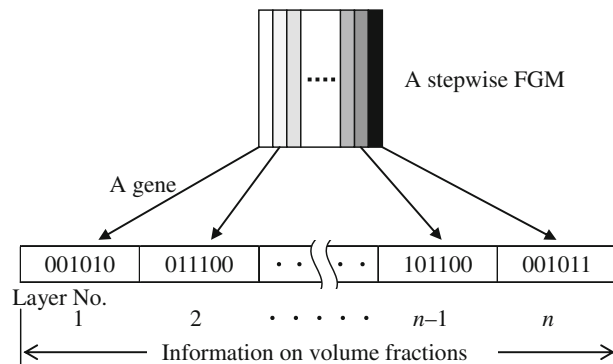 A stepwise FGM
A gene
001010 011100 . . . . 101100 001011
Layer No.
1 2 . . . . . n–1 n
Information on volume fractions